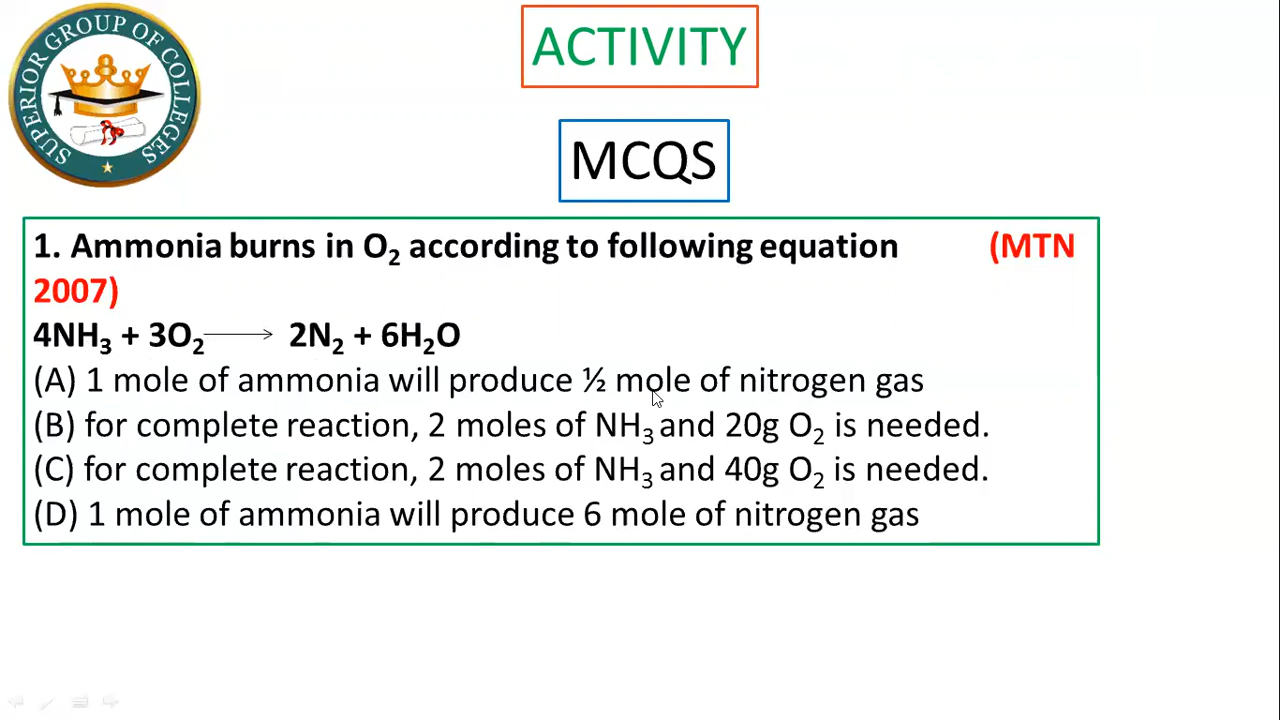 SUPERIOR GROUP OF COLLEGES
ACTIVITY
MCQS
1. Ammonia burns in O₂ according to following equation (MTN
2007)
4NH₃ + 3O₂ → 2N₂ + 6H₂O
(A) 1 mole of ammonia will produce ½ mole of nitrogen gas
(B) for complete reaction, 2 moles of NH₃ and 20g O₂ is needed.
(C) for complete reaction, 2 moles of NH₃ and 40g O₂ is needed.
(D) 1 mole of ammonia will produce 6 mole of nitrogen gas